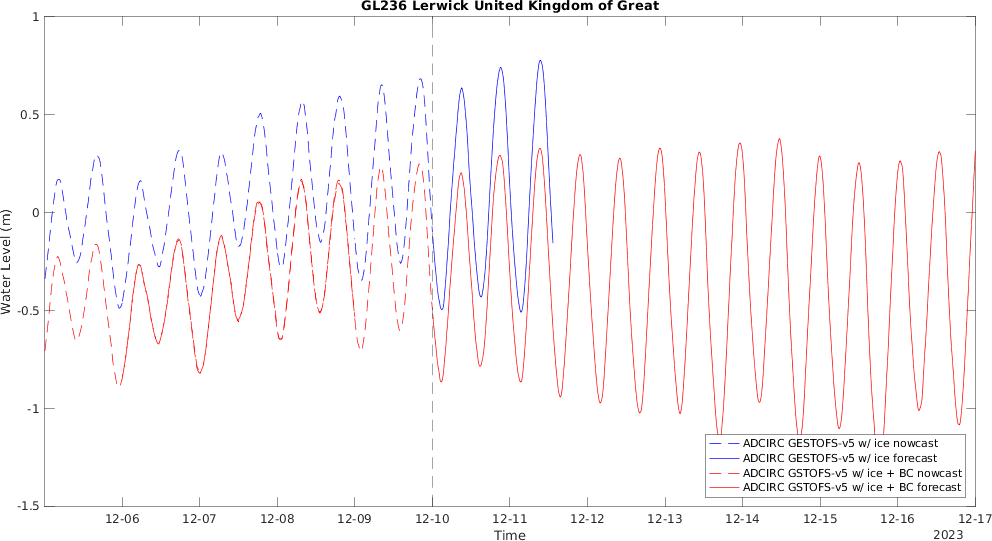 GL236 Lerwick United Kingdom of Great
1
0.5
0
-0.5
-1
-1.5
Water Level (m)
ADCIRC GESTOFS-v5 w/ ice nowcast
ADCIRC GESTOFS-v5 w/ ice forecast
ADCIRC GSTOFS-v5 w/ ice + BC nowcast
ADCIRC GSTOFS-v5 w/ ice + BC forecast
12-06 12-07 12-08 12-09 12-10 12-11 12-12 12-13 12-14 12-15 12-16 12-17
Time
2023